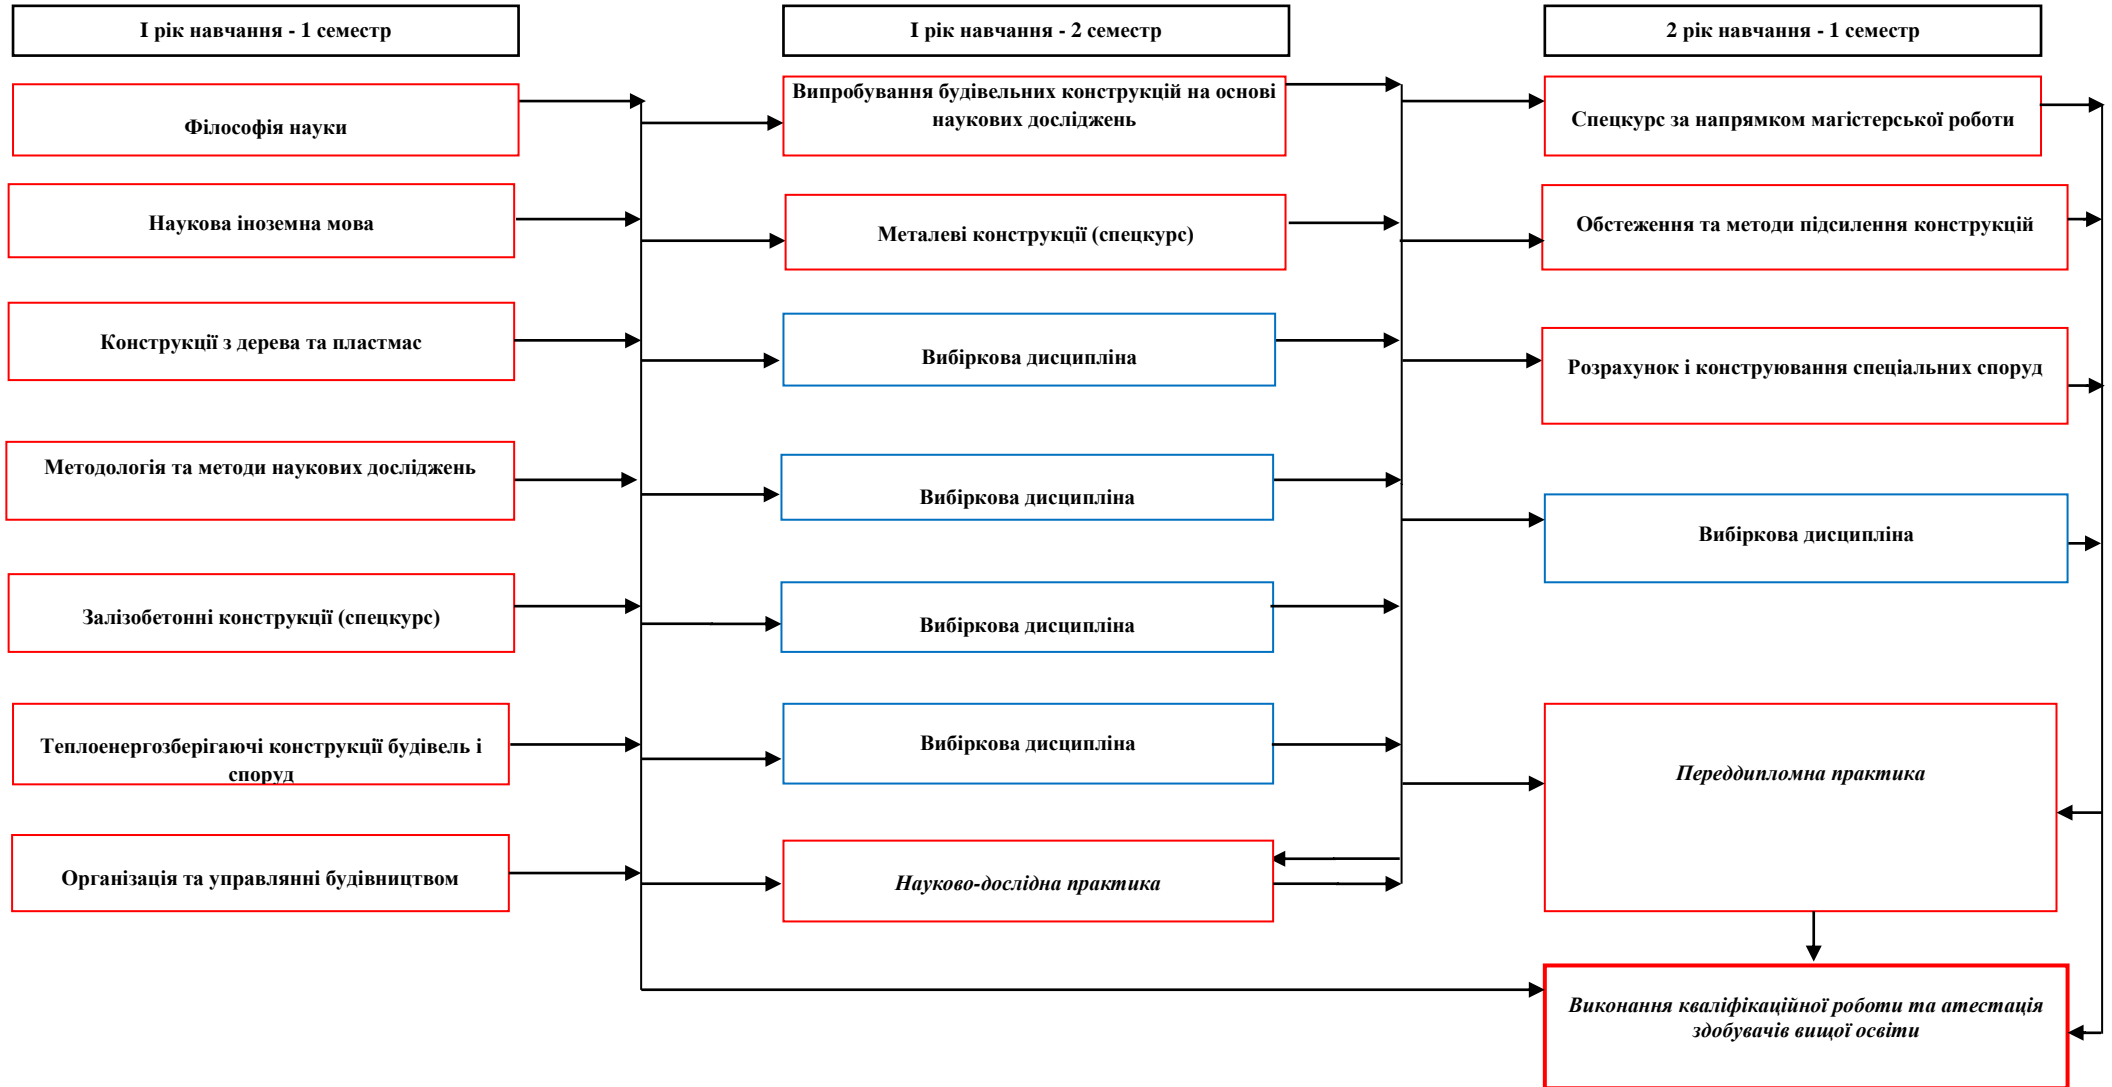 І рік навчання - 1 семестр
Філософія науки
Наукова іноземна мова
Конструкції з дерева та пластмас
Методологія та методи наукових досліджень
Залізобетонні конструкції (спецкурс)
Теплоенергозберігаючі конструкції будівель і
споруд
Організація та управлянні будівництвом
І рік навчання - 2 семестр
Випробування будівельних конструкцій на основі
наукових досліджень
Металеві конструкції (спецкурс)
Вибіркова дисципліна
Вибіркова дисципліна
Вибіркова дисципліна
Вибіркова дисципліна
Науково-дослідна практика
2 рік навчання - 1 семестр
Спецкурс за напрямком магістерської роботи
Обстеження та методи підсилення конструкцій
Розрахунок і конструювання спеціальних споруд
Вибіркова дисципліна
Переддипломна практика
Виконання кваліфікаційної роботи та атестація
здобувачів вищої освіти